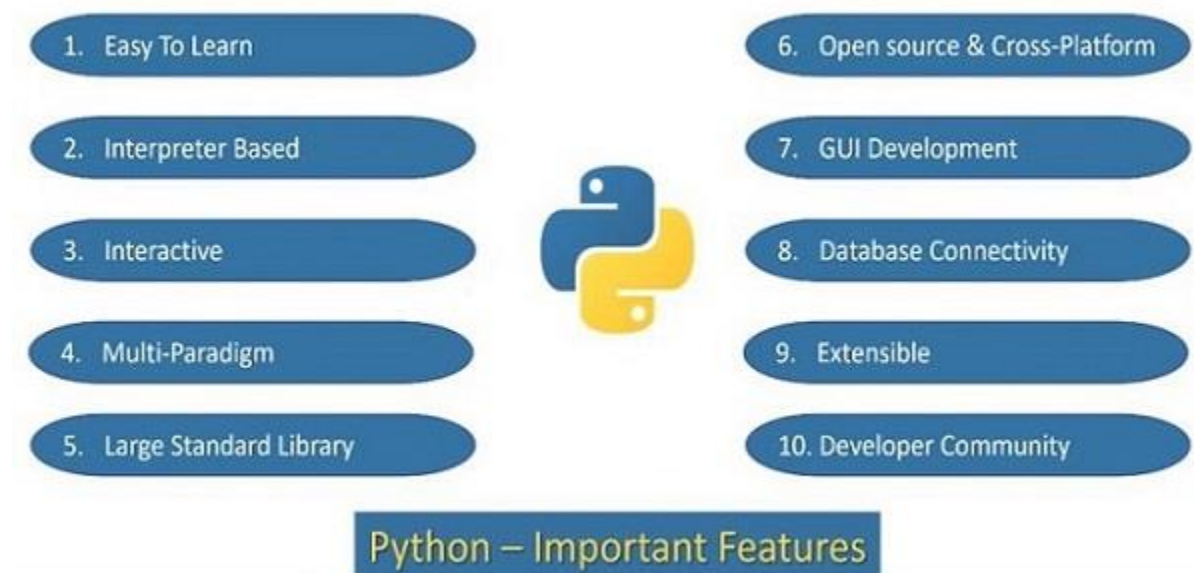 1. Easy To Learn
2. Interpreter Based
3. Interactive
4. Multi-Paradigm
5. Large Standard Library
6. Open source & Cross-Platform
7. GUI Development
8. Database Connectivity
9. Extensible
10. Developer Community
Python – Important Features